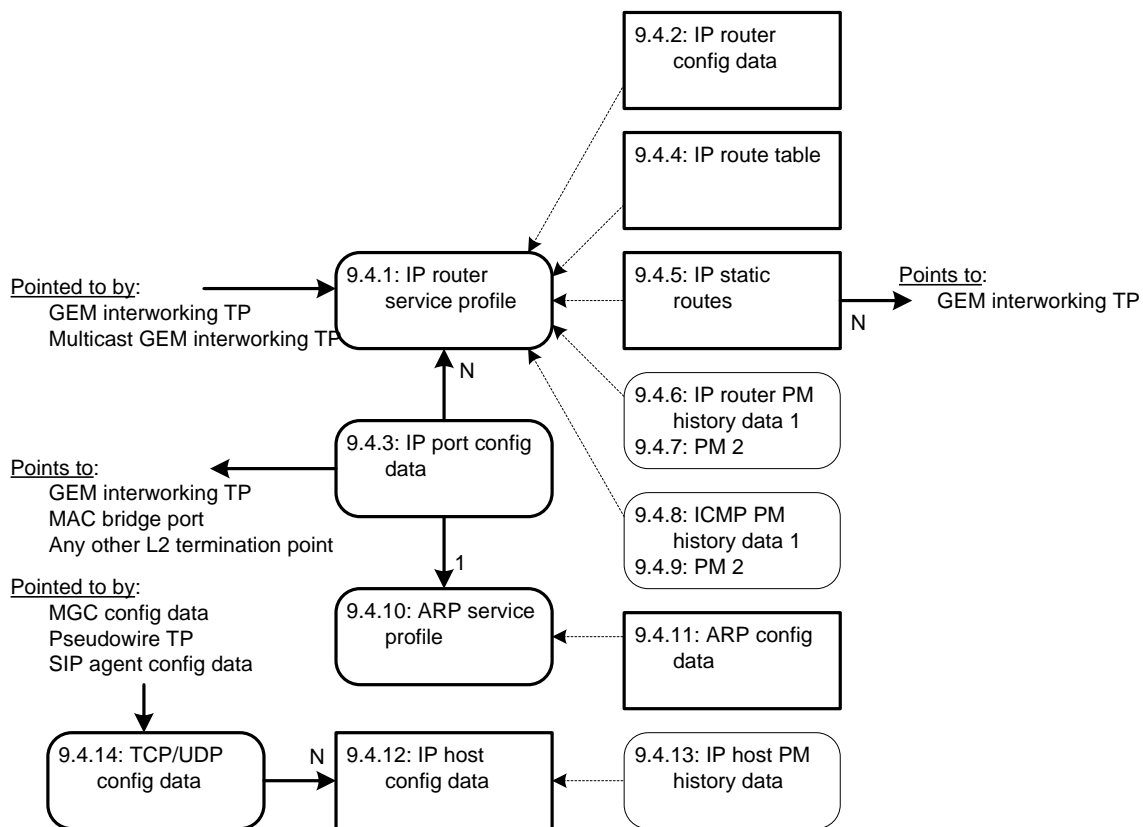 9.4.2: IP router
config data
9.4.4: IP route table
9.4.1: IP router
service profile
9.4.5: IP static
routes
Pointed to by:
GEM interworking TP
Multicast GEM interworking TP
Points to:
GEM interworking TP
N
N
9.4.6: IP router PM
history data 1
9.4.7: PM 2
9.4.3: IP port config
data
Points to:
GEM interworking TP
MAC bridge port
Any other L2 termination point
9.4.8: ICMP PM
history data 1
9.4.9: PM 2
1
Pointed to by:
MGC config data
Pseudowire TP
SIP agent config data
9.4.10: ARP service
profile
9.4.11: ARP config
data
9.4.14: TCP/UDP
config data
N
9.4.12: IP host
config data
9.4.13: IP host PM
history data